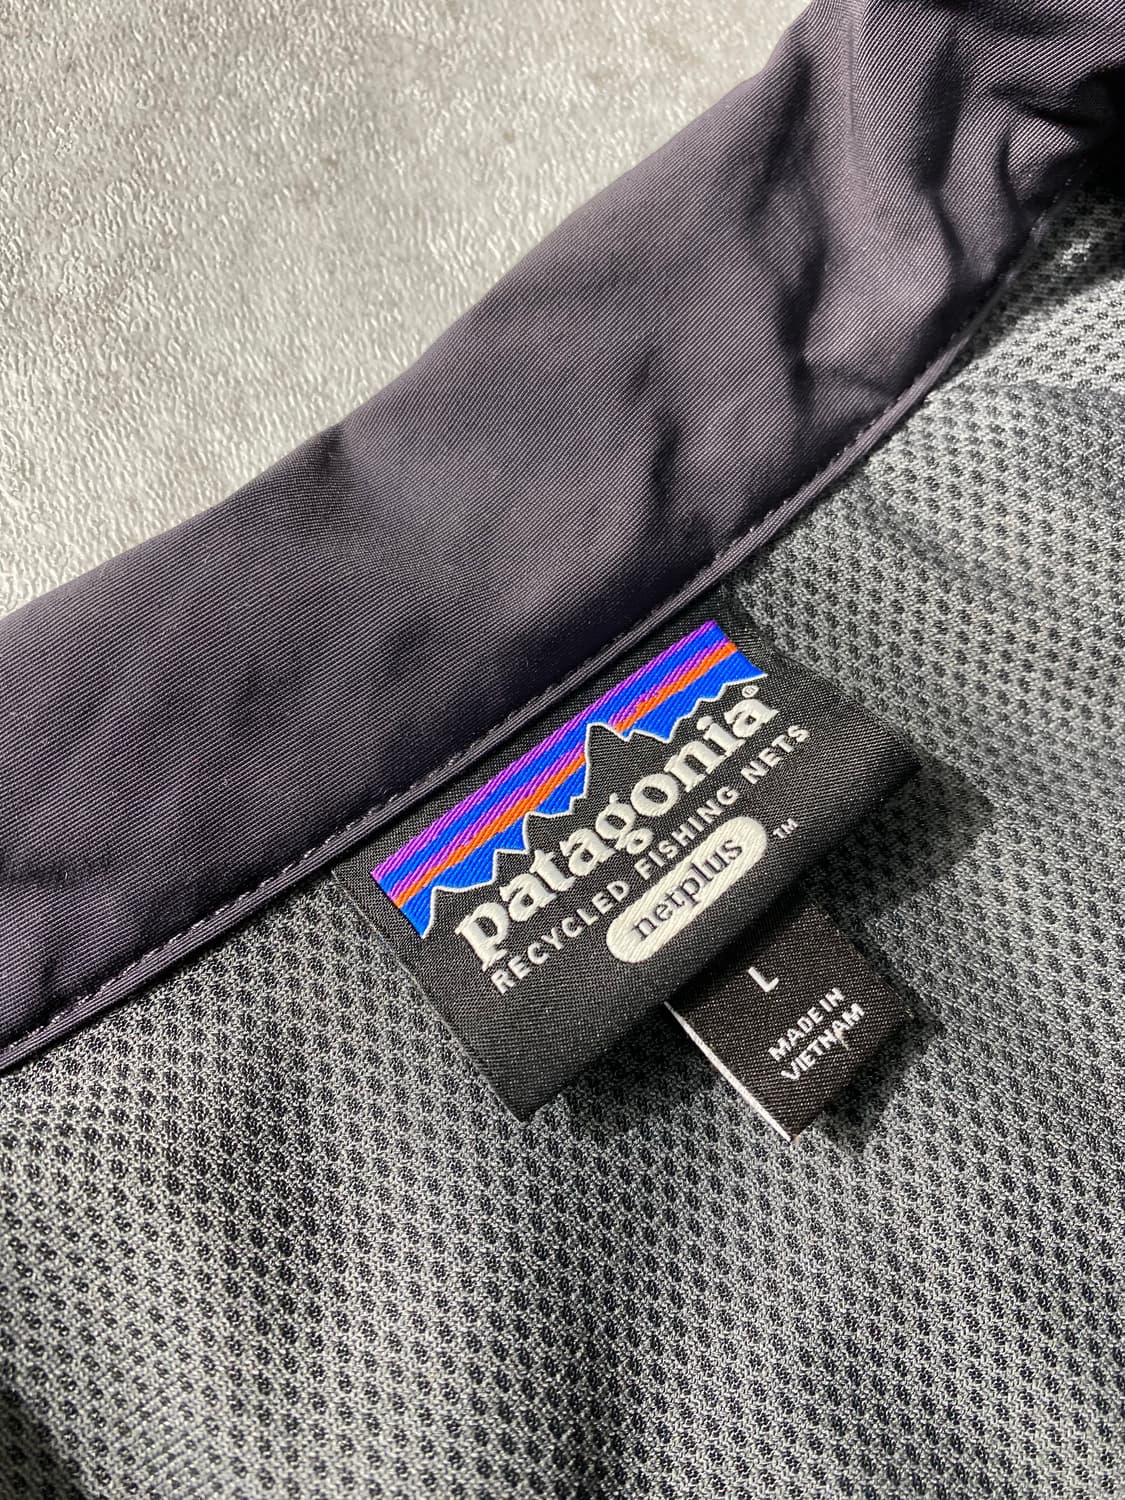 patagonia®
RECYCLED FISHING NETS
netplus™
L
MADE IN
VIETNAM